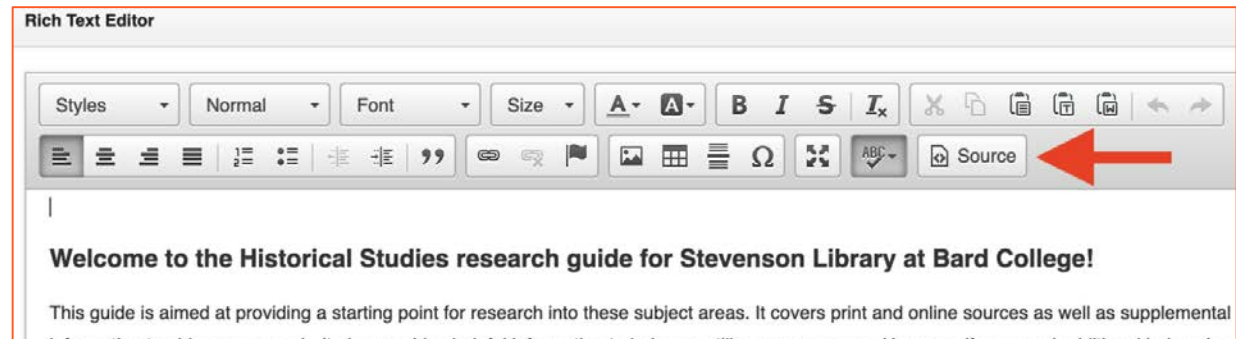 Rich Text Editor
Styles Normal Font Size A A B I S Tx
ABC Source
Welcome to the Historical Studies research guide for Stevenson Library at Bard College!
This guide is aimed at providing a starting point for research into these subject areas. It covers print and online sources as well as supplemental